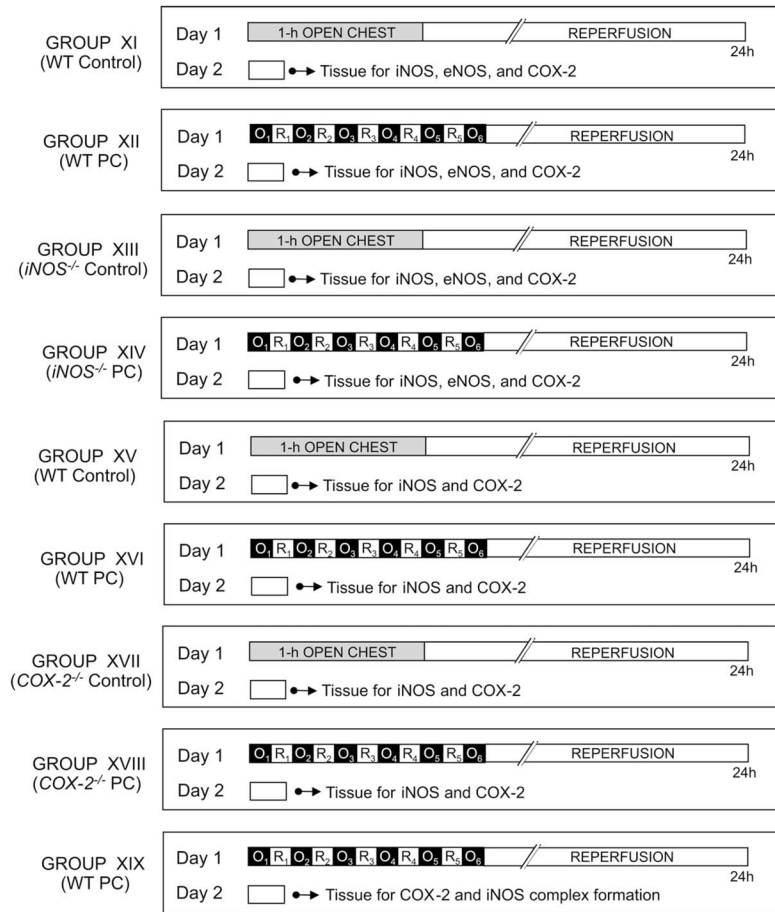 GROUP XI
(WT Control)
Day 1 1-h OPEN CHEST REPERFUSION
24h
Day 2 Tissue for iNOS, eNOS, and COX-2
GROUP XII
(WT PC)
Day 1 O1 R1 O2 R2 O3 R3 O4 R4 O5 R5 O6 REPERFUSION
24h
Day 2 Tissue for iNOS, eNOS, and COX-2
GROUP XIII
(iNOS-/- Control)
Day 1 1-h OPEN CHEST REPERFUSION
24h
Day 2 Tissue for iNOS, eNOS, and COX-2
GROUP XIV
(iNOS-/- PC)
Day 1 O1 R1 O2 R2 O3 R3 O4 R4 O5 R5 O6 REPERFUSION
24h
Day 2 Tissue for iNOS, eNOS, and COX-2
GROUP XV
(WT Control)
Day 1 1-h OPEN CHEST REPERFUSION
24h
Day 2 Tissue for iNOS and COX-2
GROUP XVI
(WT PC)
Day 1 O1 R1 O2 R2 O3 R3 O4 R4 O5 R5 O6 REPERFUSION
24h
Day 2 Tissue for iNOS and COX-2
GROUP XVII
(COX-2-/- Control)
Day 1 1-h OPEN CHEST REPERFUSION
24h
Day 2 Tissue for iNOS and COX-2
GROUP XVIII
(COX-2-/- PC)
Day 1 O1 R1 O2 R2 O3 R3 O4 R4 O5 R5 O6 REPERFUSION
24h
Day 2 Tissue for iNOS and COX-2
GROUP XIX
(WT PC)
Day 1 O1 R1 O2 R2 O3 R3 O4 R4 O5 R5 O6 REPERFUSION
24h
Day 2 Tissue for COX-2 and iNOS complex formation